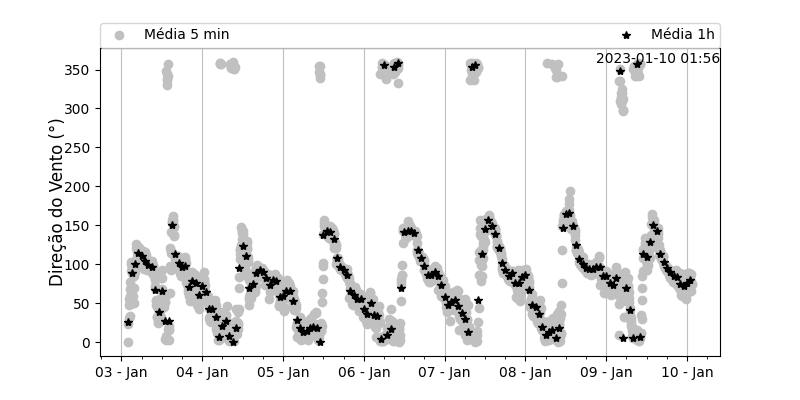 Média 5 min
Média 1h
2023-01-10 01:56
Direção do Vento (°)
350
300
250
200
150
100
50
0
03 - Jan
04 - Jan
05 - Jan
06 - Jan
07 - Jan
08 - Jan
09 - Jan
10 - Jan